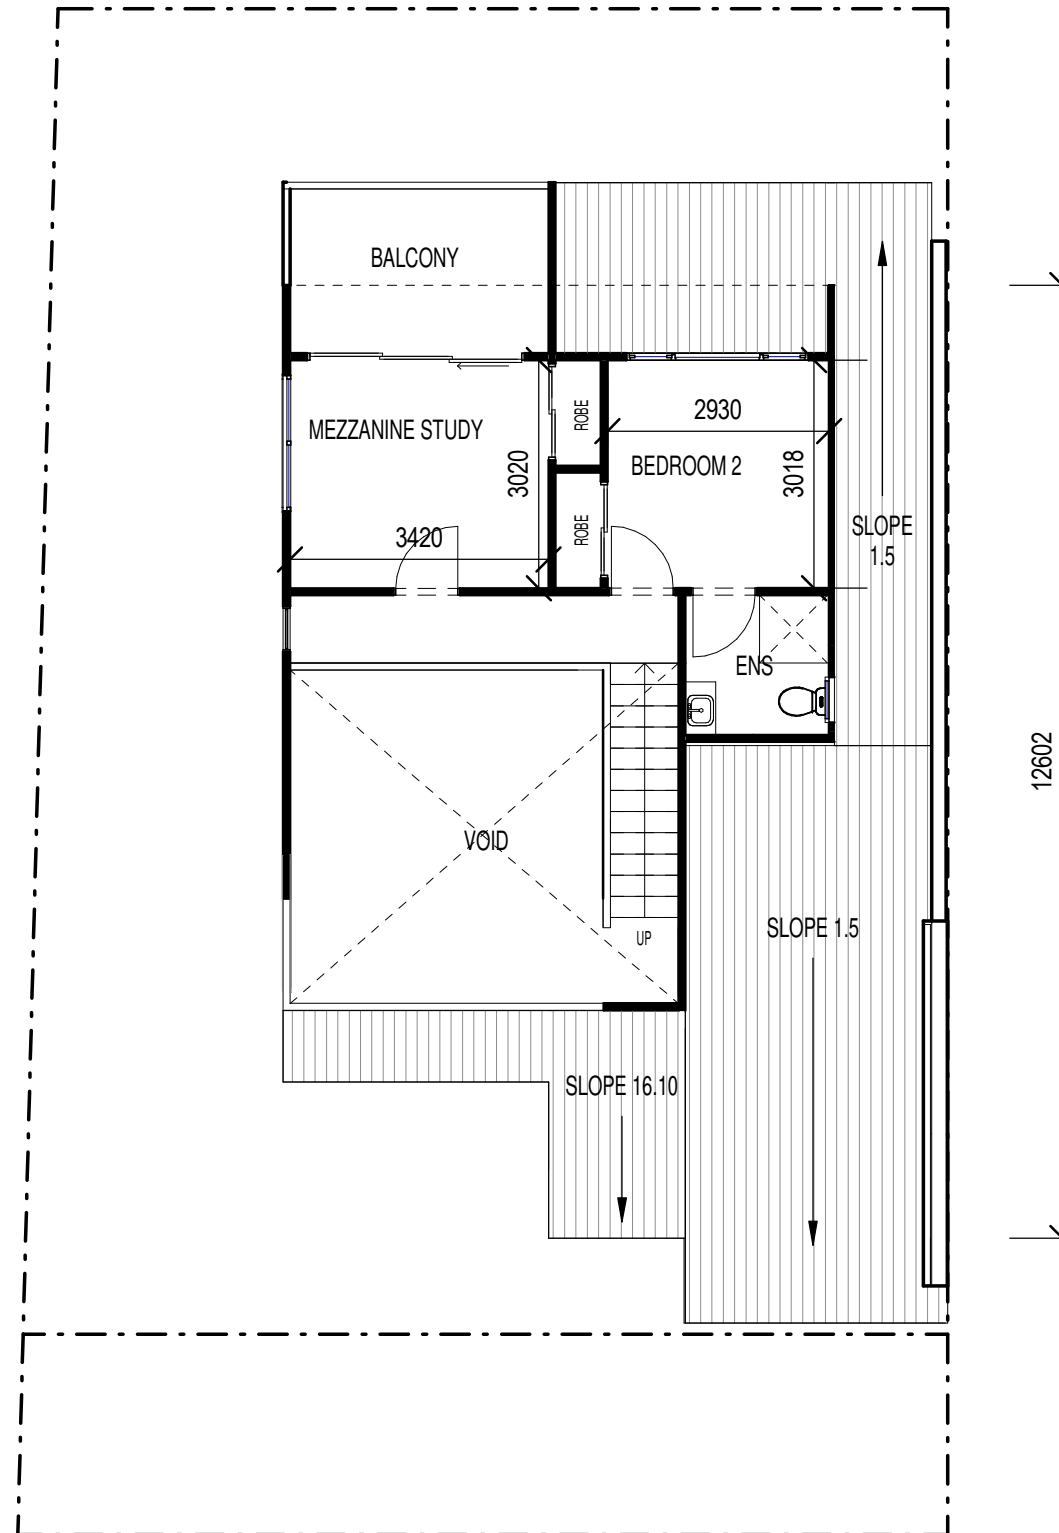 BALCONY
MEZZANINE STUDY
ROBE
2930
BEDROOM 2
3020
3018
ROBE
3420
SLOPE
1.5
ENS
12602
VOID
UP
SLOPE 1.5
SLOPE 16.10